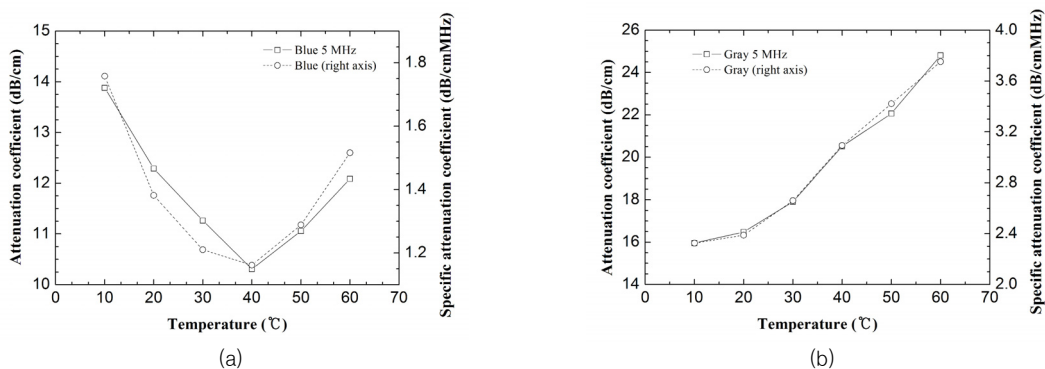 15
14
13
12
11
10
Attenuation coefficient (dB/cm)
Blue 5 MHz
Blue (right axis)
1.8
1.6
1.4
1.2
Specific attenuation coefficient (dB/cmMHz)
0 10 20 30 40 50 60 70
Temperature (℃)
(a)
26
24
22
20
18
16
14
Attenuation coefficient (dB/cm)
Gray 5 MHz
Gray (right axis)
4.0
3.6
3.2
2.8
2.4
2.0
Specific attenuation coefficient (dB/cmMHz)
0 10 20 30 40 50 60 70
Temperature (℃)
(b)